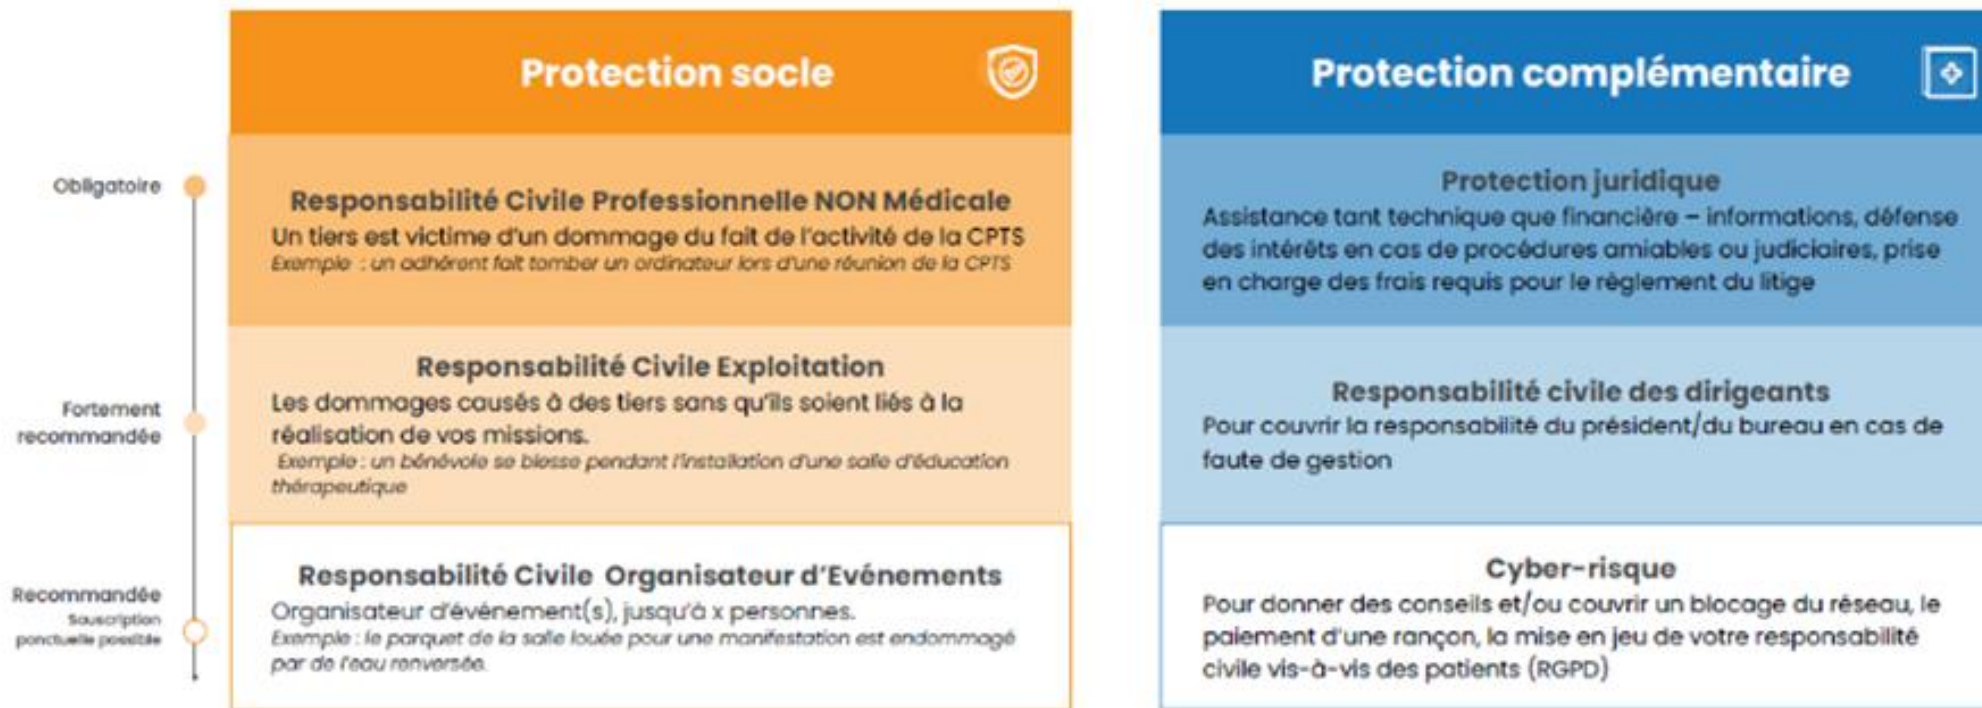 Protection socle
Obligatoire
Responsabilité Civile Professionnelle NON Médicale
Un tiers est victime d'un dommage du fait de l'activité de la CPTS
Exemple : un adhérent fait tomber un ordinateur lors d'une réunion de la CPTS
Fortement
recommandée
Responsabilité Civile Exploitation
Les dommages causés à des tiers sans qu'ils soient liés à la
réalisation de vos missions.
Exemple : un bénévole se blesse pendant l'installation d'une salle d'éducation
thérapeutique
Recommandée
Souscription
ponctuelle possible
Responsabilité Civile Organisateur d'Evénements
Organisateur d'événement(s), jusqu'à x personnes.
Exemple : le parquet de la salle louée pour une manifestation est endommagé
par de l'eau renversée.
Protection complémentaire
Protection juridique
Assistance tant technique que financière – informations, défense
des intérêts en cas de procédures amiables ou judiciaires, prise
en charge des frais requis pour le règlement du litige
Responsabilité civile des dirigeants
Pour couvrir la responsabilité du président/du bureau en cas de
faute de gestion
Cyber-risque
Pour donner des conseils et/ou couvrir un blocage du réseau, le
paiement d'une rançon, la mise en jeu de votre responsabilité
civile vis-à-vis des patients (RGPD)